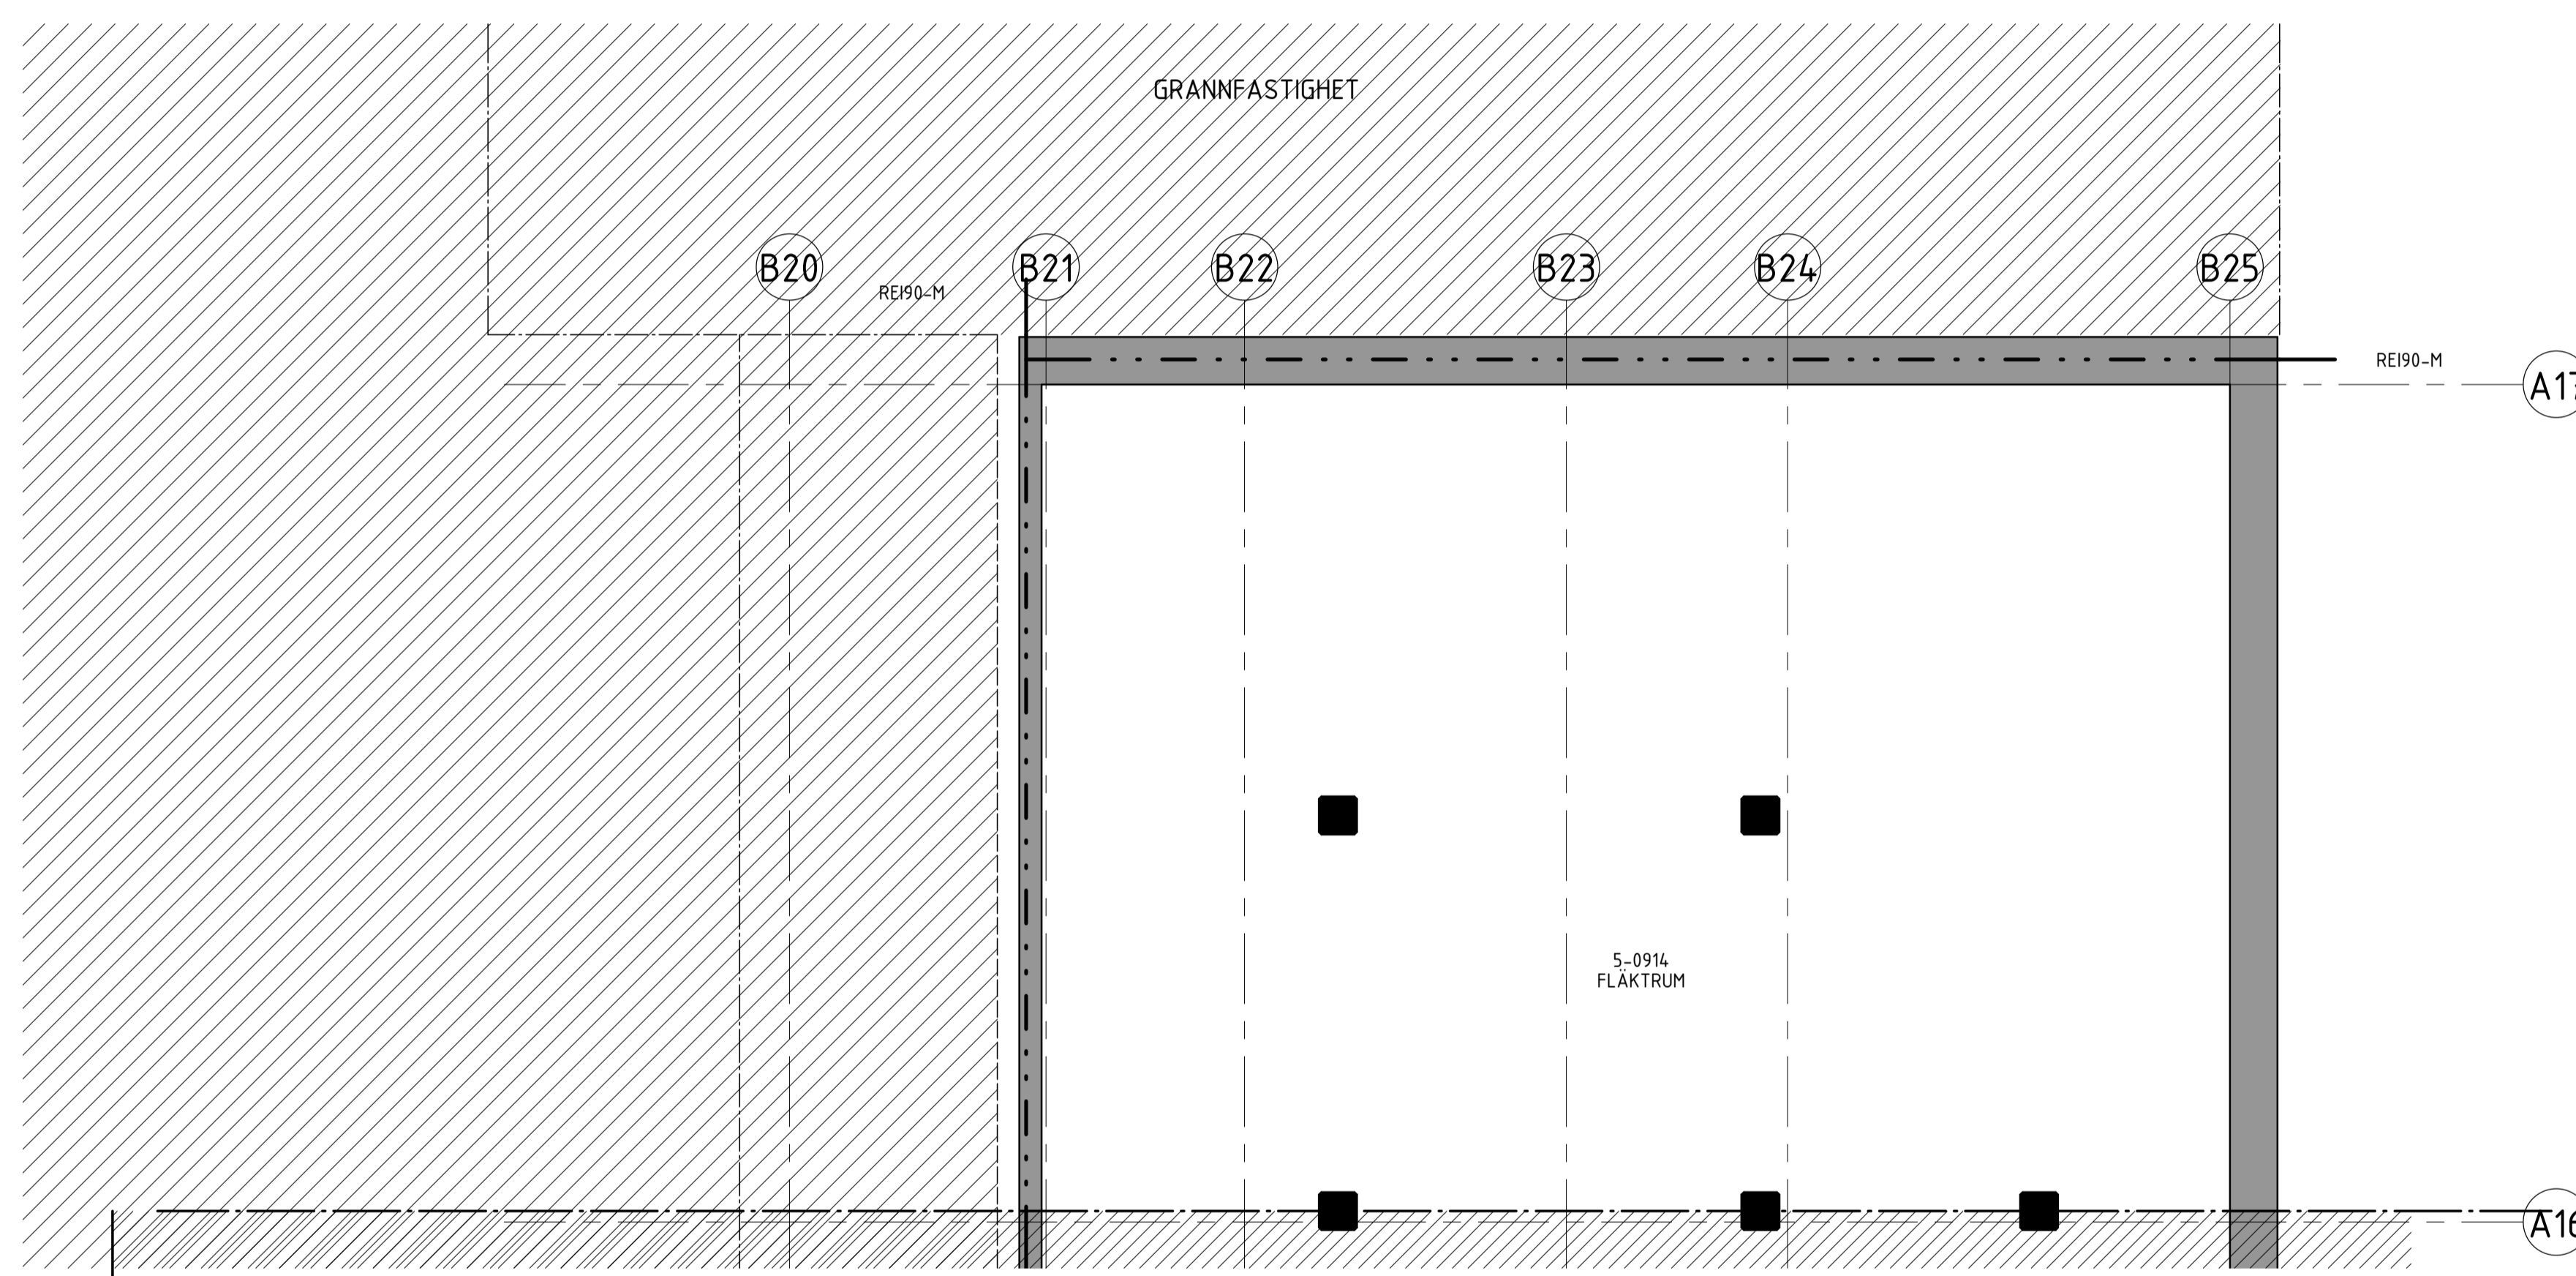 GRANNFASTIGHET
B20
B21
B22
B23
B24
B25
REI90-M
REI90-M
5-0914
FLÄKTRUM